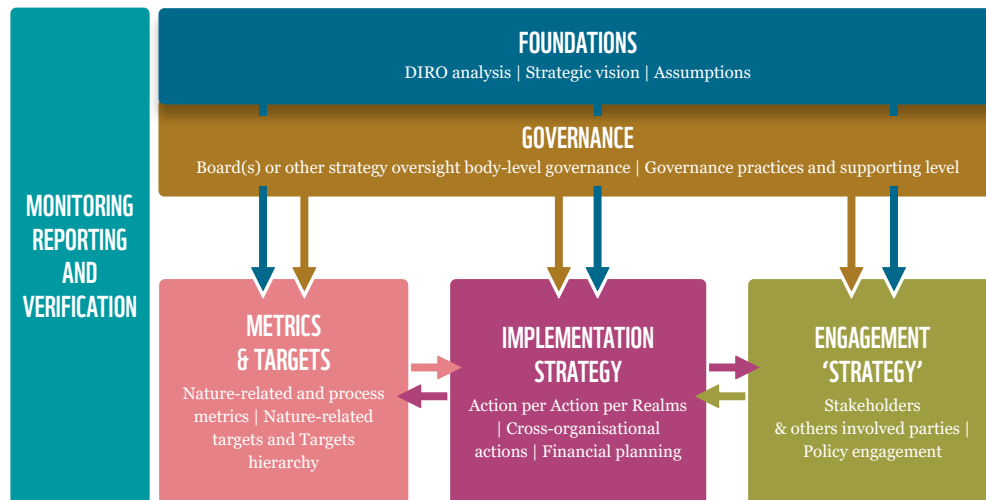 MONITORING
REPORTING
AND
VERIFICATION
FOUNDATIONS
DIRO analysis | Strategic vision | Assumptions
GOVERNANCE
Board(s) or other strategy oversight body-level governance | Governance practices and supporting level
METRICS
& TARGETS
Nature-related and process
metrics | Nature-related
targets and Targets
hierarchy
IMPLEMENTATION
STRATEGY
Action per Action per Realms
| Cross-organisational
actions | Financial planning
ENGAGEMENT
‘STRATEGY’
Stakeholders
& others involved parties |
Policy engagement